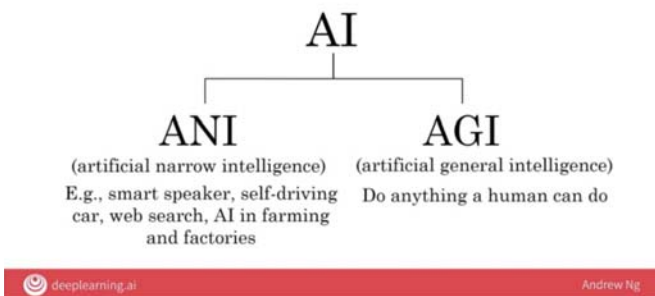 AI
ANI
AGI
(artificial narrow intelligence)
(artificial general intelligence)
E.g., smart speaker, self-driving
car, web search, AI in farming
and factories
Do anything a human can do
deeplearning.ai
Andrew Ng